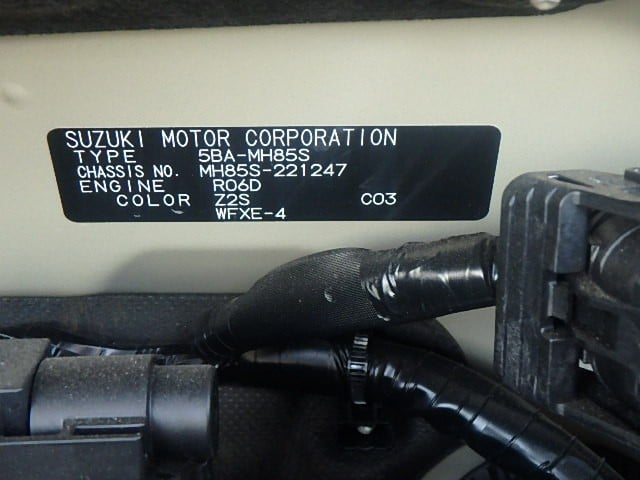 SUZUKI MOTOR CORPORATION
TYPE 5BA-MH85S
CHASSIS NO. MH85S-221247
ENGINE R06D
COLOR Z2S C03
WFXE-4